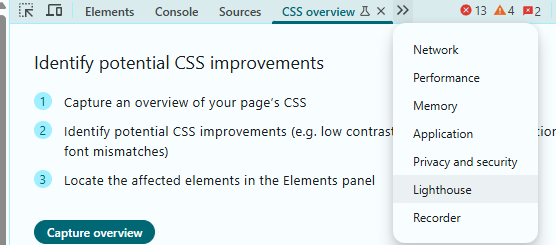 Elements Console Sources CSS overview
13 4 2
Identify potential CSS improvements
1 Capture an overview of your page's CSS
2 Identify potential CSS improvements (e.g. low contrast
font mismatches)
3 Locate the affected elements in the Elements panel
Capture overview
Network
Performance
Memory
Application
Privacy and security
Lighthouse
Recorder